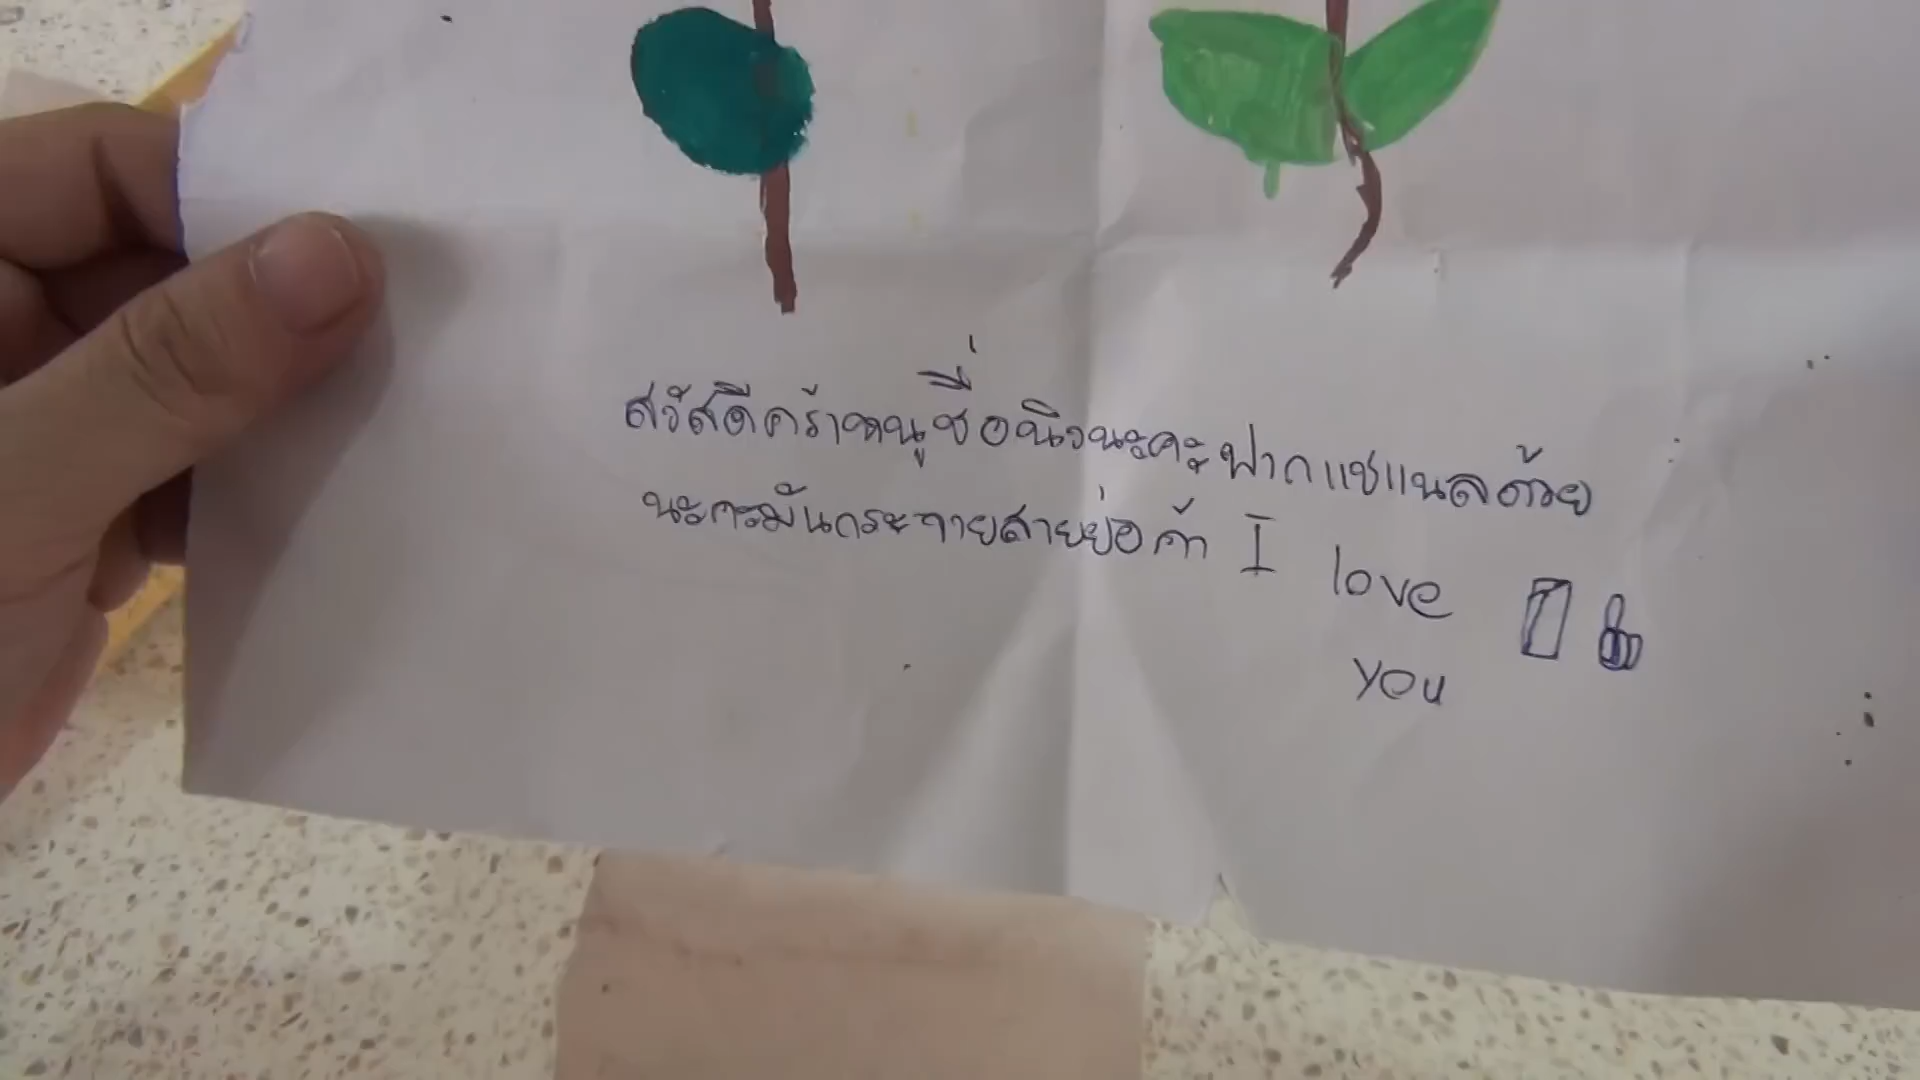 สวัสดีคร้าหนูชื่อนิวนะคะฝากแชแนลด้วย
นะคะมันกระจายสายย่อค้า I love
you